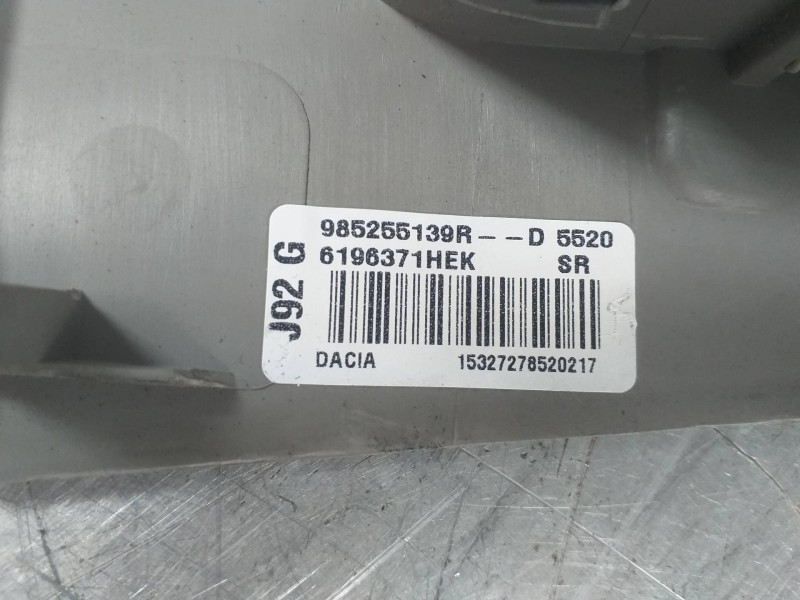 985255139R -- D 5520
6196371HEK SR
J92 G
DACIA 15327278520217